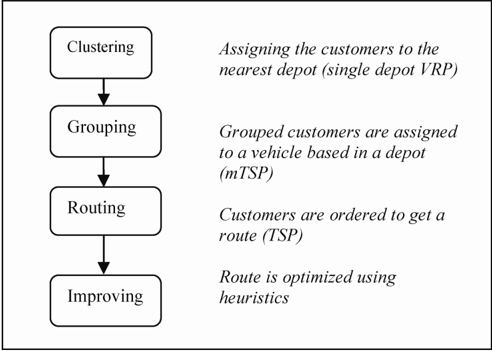 Clustering
Assigning the customers to the
nearest depot (single depot VRP)
Grouping
Grouped customers are assigned
to a vehicle based in a depot
(mTSP)
Routing
Customers are ordered to get a
route (TSP)
Improving
Route is optimized using
heuristics